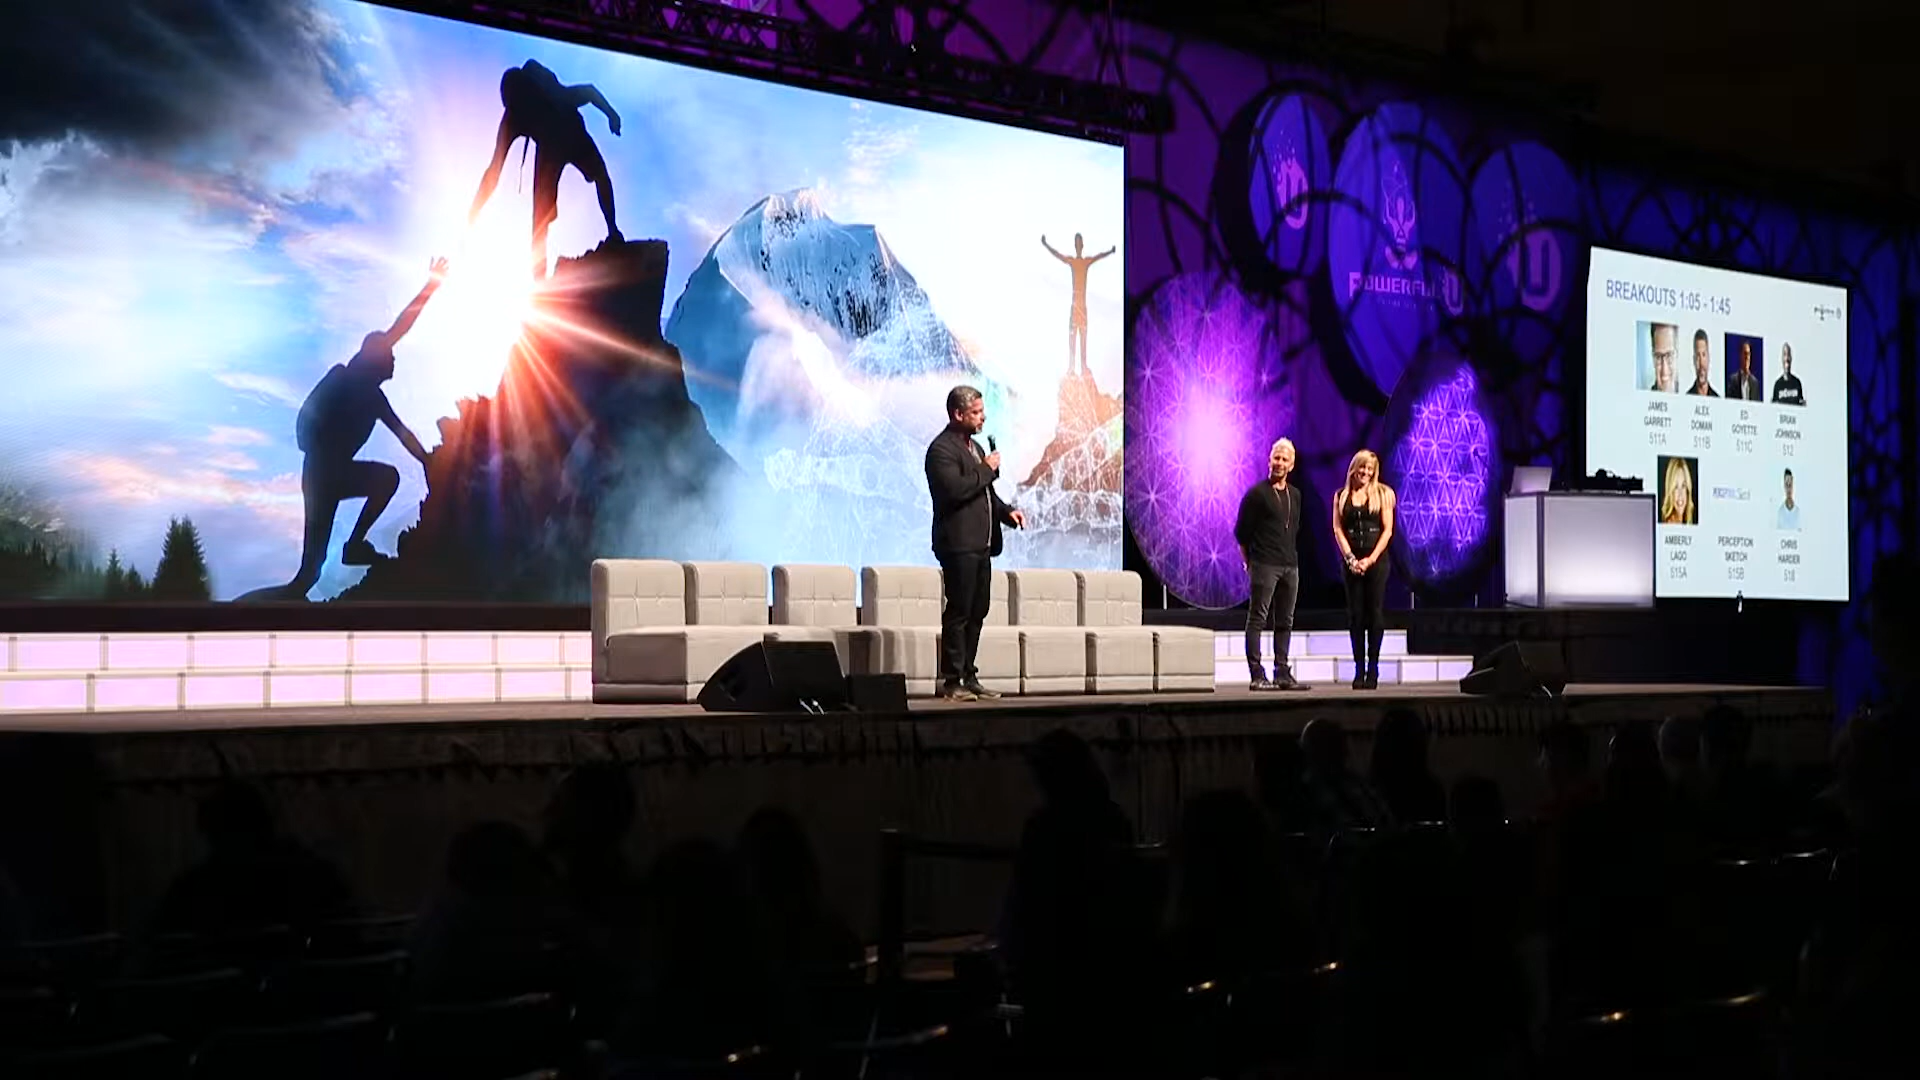 POWERFUL U
BREAKOUTS 1:05 - 1:45
JAMES
GARRETT
511A
ALEX
DOMAN
511B
ED
GOYETTE
511C
BRIAN
JOHNSON
512
AMBERLY
LAGO
515A
PERCEPTION
SKETCH
515B
CHRIS
HARDER
518